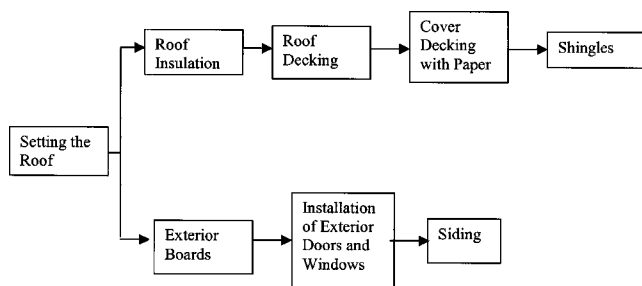 Roof
Insulation
Roof
Decking
Cover
Decking
with Paper
Shingles
Setting the
Roof
Exterior
Boards
Installation
of Exterior
Doors and
Windows
Siding